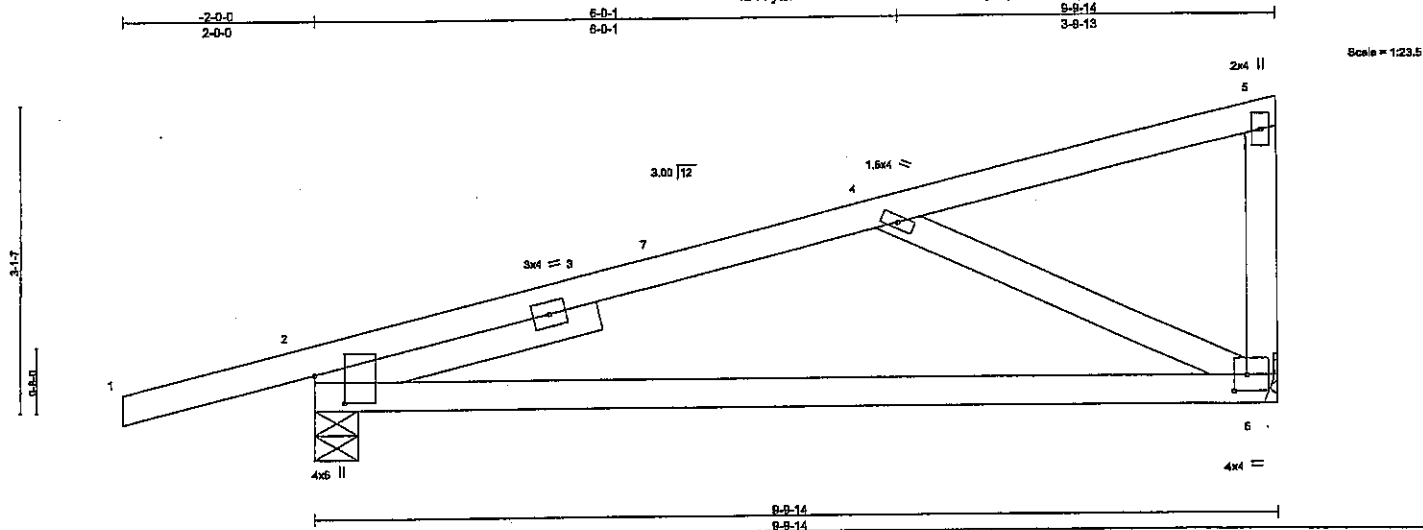 -2-0-0 6-0-1 9-9-14
2-0-0 6-0-1 3-9-13
Scale = 1:23.5
2x4 ||
5
3.00 12
1.5x4 =
4
7
3x4 = 3
3-1-7
2
0-8-0
1
6
4x6 ||
4x4 =
9-9-14
9-9-14